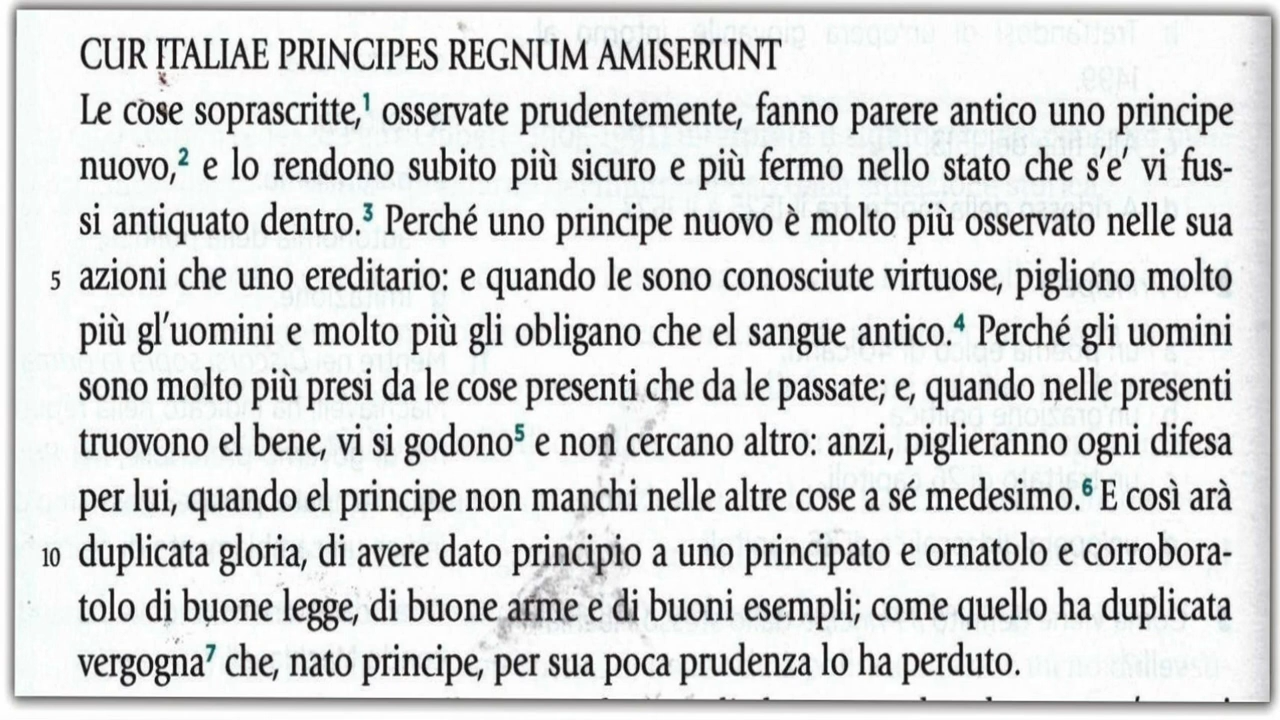 CUR ITALIAE PRINCIPES REGNUM AMISERUNT
Le cose soprascritte,¹ osservate prudentemente, fanno parere antico uno principe
nuovo,² e lo rendono subito più sicuro e più fermo nello stato che s'e' vi fus-
si antiquato dentro.³ Perché uno principe nuovo è molto più osservato nelle sua
5 azioni che uno ereditario: e quando le sono conosciute virtuose, pigliono molto
più gl'uomini e molto più gli obligano che el sangue antico.⁴ Perché gli uomini
sono molto più presi da le cose presenti che da le passate; e, quando nelle presenti
truovono el bene, vi si godono⁵ e non cercano altro: anzi, piglieranno ogni difesa
per lui, quando el principe non manchi nelle altre cose a sé medesimo.⁶ E così arà
10 duplicata gloria, di avere dato principio a uno principato e ornatolo e corrobora-
tolo di buone legge, di buone arme e di buoni esempli; come quello ha duplicata
vergogna⁷ che, nato principe, per sua poca prudenza lo ha perduto.